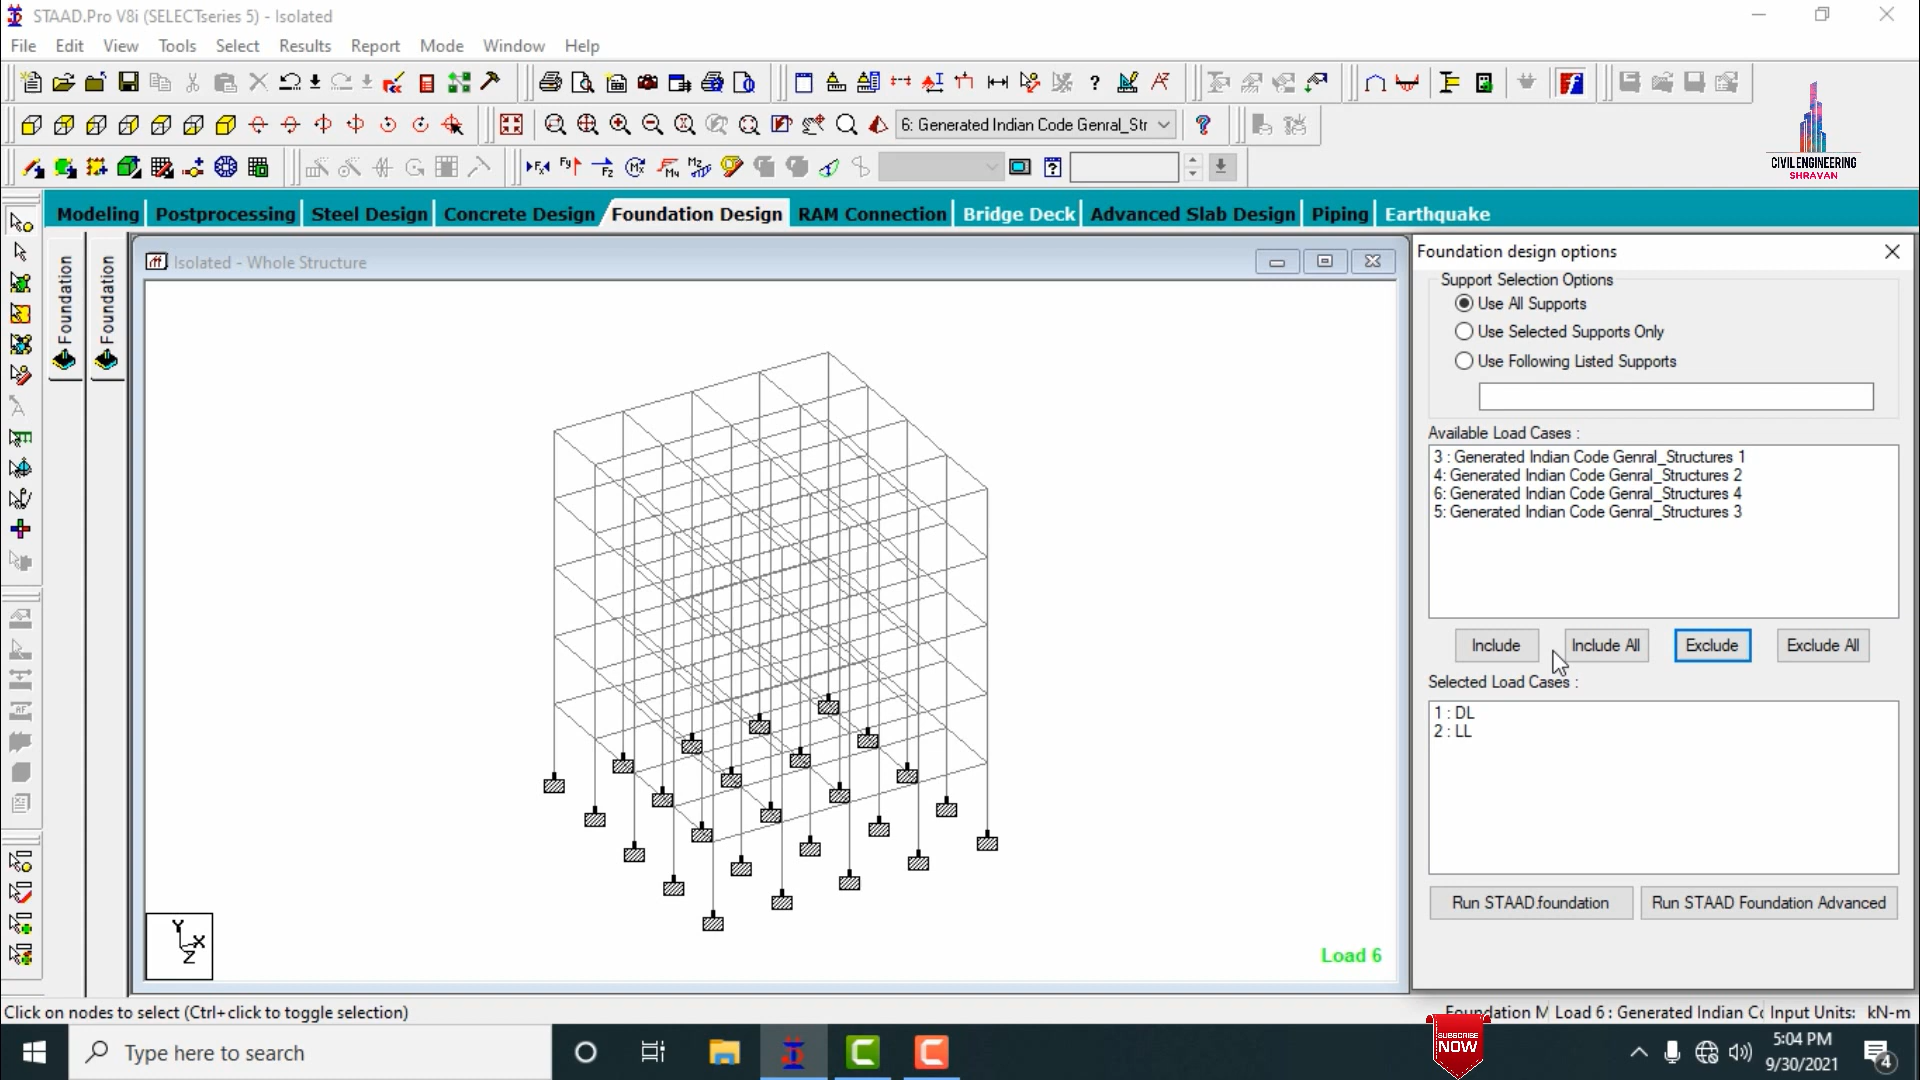 STAAD.Pro V8i (SELECTseries 5) - Isolated
File Edit View Tools Select Results Report Mode Window Help
6: Generated Indian Code Genral_Str
CIVILENGINEERING
SHRAVAN
Modeling Postprocessing Steel Design Concrete Design Foundation Design RAM Connection Bridge Deck Advanced Slab Design Piping Earthquake
Foundation
Foundation
Isolated - Whole Structure
Y
X
Z
Load 6
Foundation design options
Support Selection Options
Use All Supports
Use Selected Supports Only
Use Following Listed Supports
Available Load Cases :
3 : Generated Indian Code Genral_Structures 1
4: Generated Indian Code Genral_Structures 2
6: Generated Indian Code Genral_Structures 4
5: Generated Indian Code Genral_Structures 3
Include Include All Exclude Exclude All
Selected Load Cases :
1 : DL
2 : LL
Run STAAD.foundation Run STAAD Foundation Advanced
Click on nodes to select (Ctrl+click to toggle selection)
Foundation M Load 6 : Generated Indian Cc Input Units: kN-m
Type here to search
SUBSCRIBE
NOW
5:04 PM
9/30/2021
4